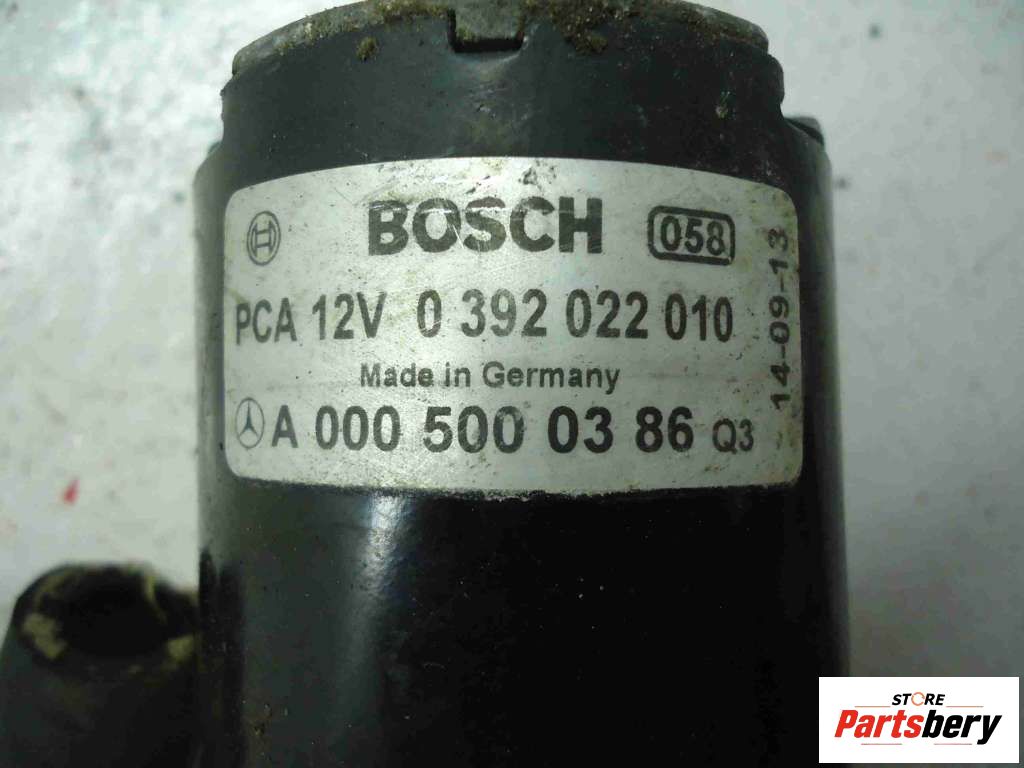 BOSCH 058
PCA 12V 0 392 022 010
Made in Germany
A 000 500 03 86 Q3
14-09-13
STORE
Partsbery